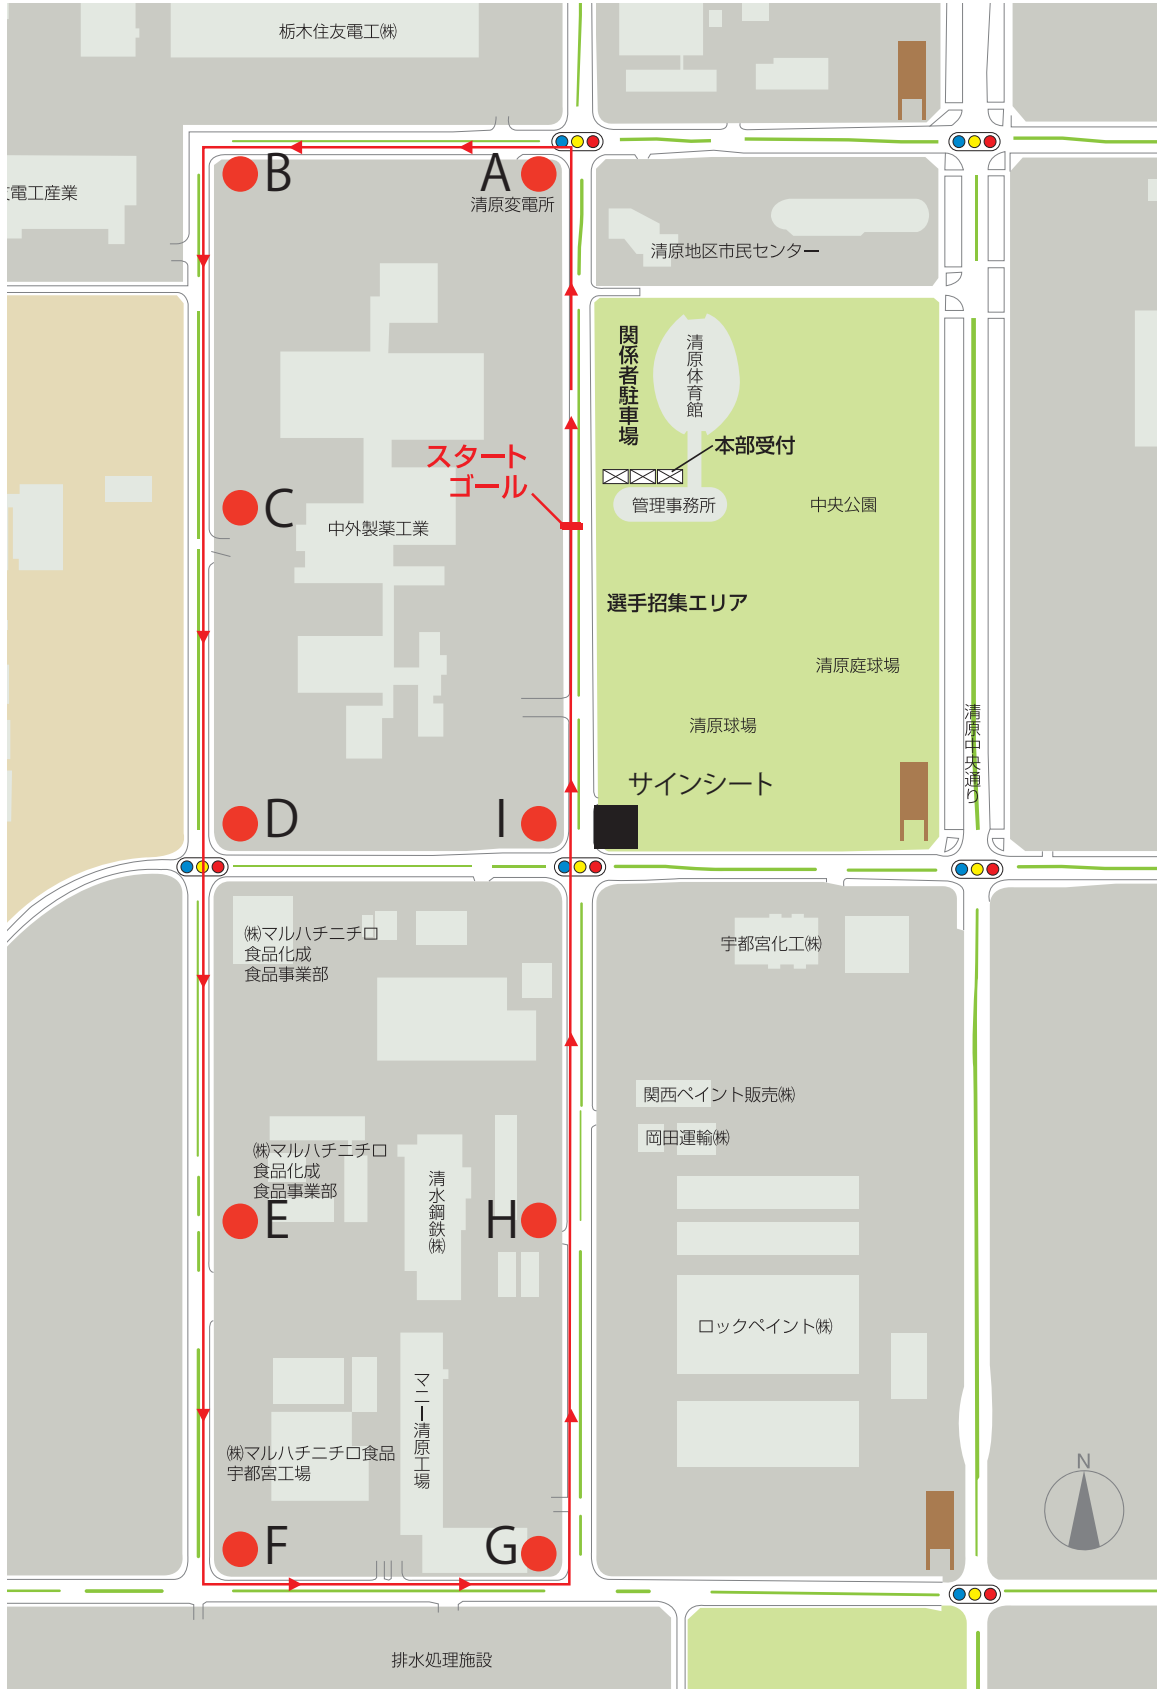 栃木住友電工㈱
B
A
清原変電所
電工産業
清原地区市民センター
関係者駐車場
清原体育館
本部受付
スタート
ゴール
管理事務所
中央公園
C
中外製薬工業
選手招集エリア
清原庭球場
清原球場
清原中央通り
サインシート
D
I
㈱マルハチニチロ
食品化成
食品事業部
宇都宮化工㈱
関西ペイント販売㈱
岡田運輸㈱
㈱マルハチニチロ
食品化成
食品事業部
清水鋼鉄㈱
E
H
ロックペイント㈱
マニー清原工場
㈱マルハチニチロ食品
宇都宮工場
N
F
G
排水処理施設